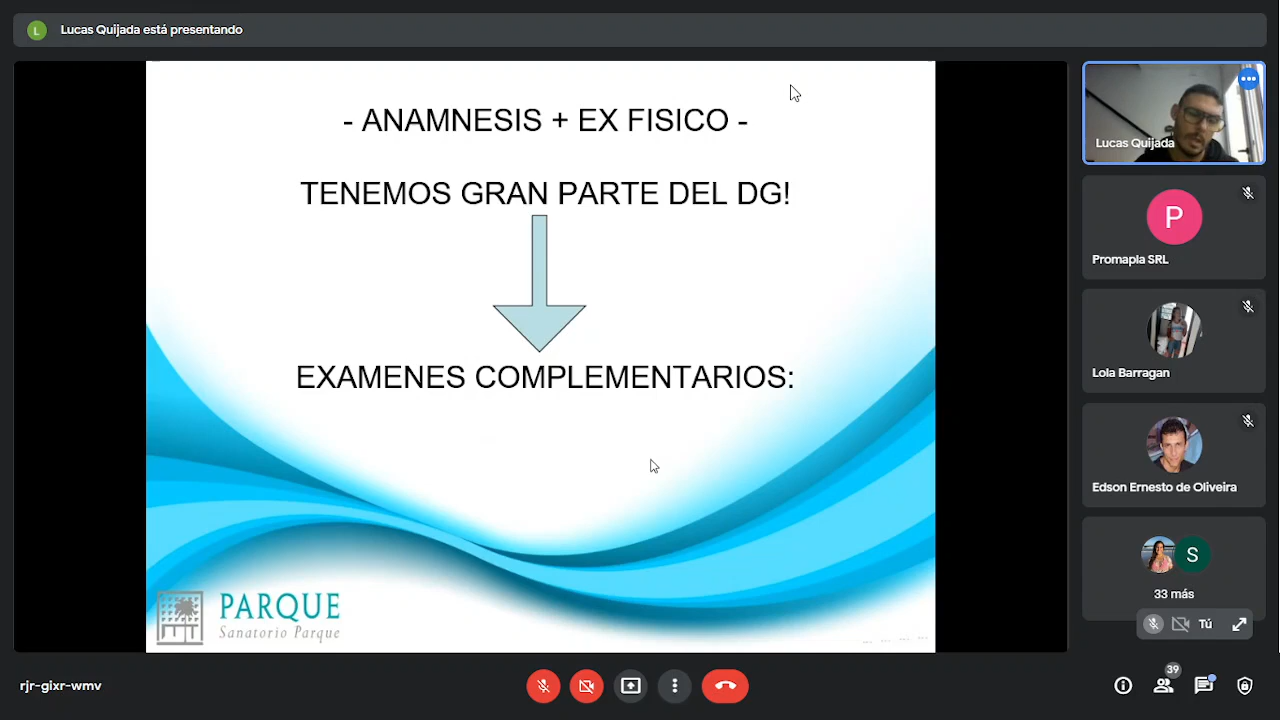 L
Lucas Quijada está presentando
- ANAMNESIS + EX FISICO -
TENEMOS GRAN PARTE DEL DG!
EXAMENES COMPLEMENTARIOS:
PARQUE
Sanatorio Parque
Lucas Quijada
P
Promapla SRL
Lola Barragan
Edson Ernesto de Oliveira
S
33 más
Tú
rjr-gixr-wmv
39